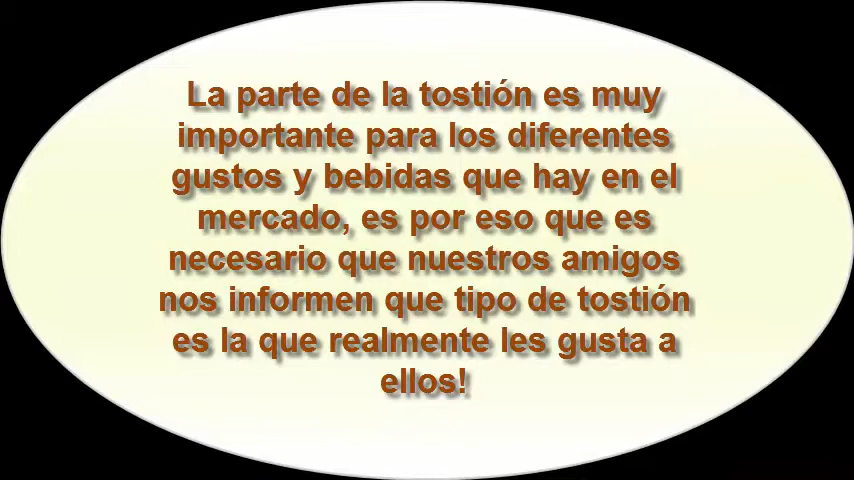 La parte de la tostión es muy
importante para los diferentes
gustos y bebidas que hay en el
mercado, es por eso que es
necesario que nuestros amigos
nos informen que tipo de tostión
es la que realmente les gusta a
ellos!